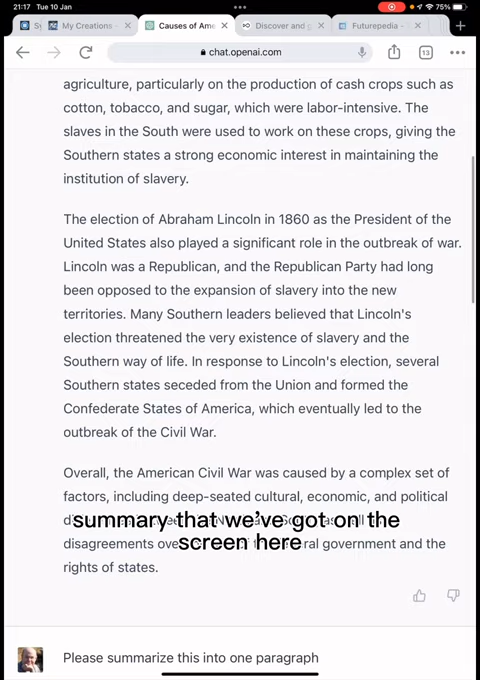 21:17 Tue 10 Jan
75%
My Creations
Causes of Ame
Discover and
Futurepedia -
chat.openai.com
13
agriculture, particularly on the production of cash crops such as
cotton, tobacco, and sugar, which were labor-intensive. The
slaves in the South were used to work on these crops, giving the
Southern states a strong economic interest in maintaining the
institution of slavery.
The election of Abraham Lincoln in 1860 as the President of the
United States also played a significant role in the outbreak of war.
Lincoln was a Republican, and the Republican Party had long
been opposed to the expansion of slavery into the new
territories. Many Southern leaders believed that Lincoln's
election threatened the very existence of slavery and the
Southern way of life. In response to Lincoln's election, several
Southern states seceded from the Union and formed the
Confederate States of America, which eventually led to the
outbreak of the Civil War.
Overall, the American Civil War was caused by a complex set of
factors, including deep-seated cultural, economic, and political
summary that we've got on the
screen here
disagreements government and the
rights of states.
Please summarize this into one paragraph